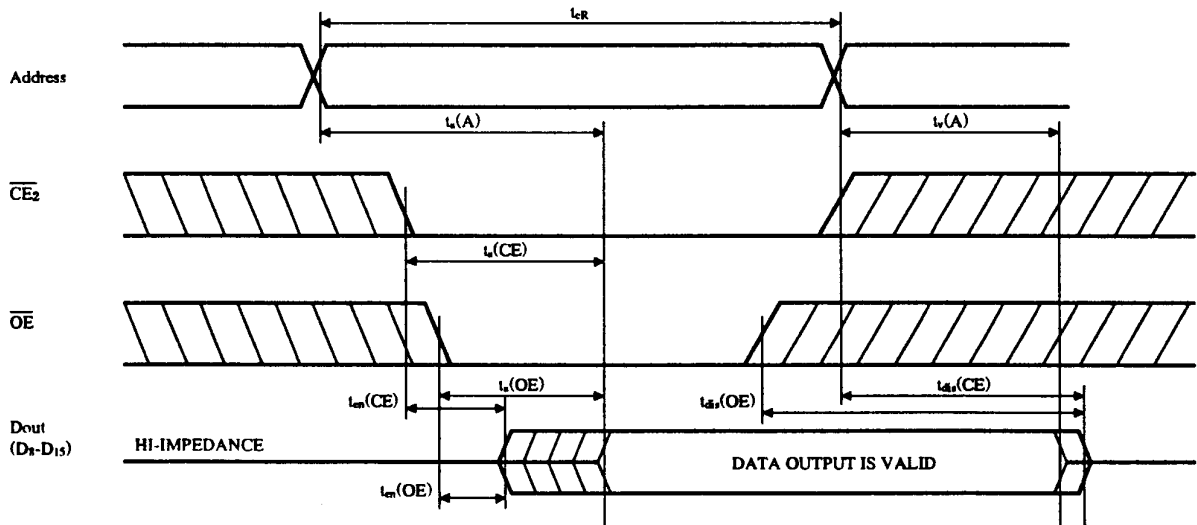 tcR
Address
ta(A)
tv(A)
CE2
ta(CE)
OE
ta(OE)
tdis(CE)
ten(CE)
tdis(OE)
Dout
(D8-D15)
HI-IMPEDANCE
DATA OUTPUT IS VALID
ten(OE)